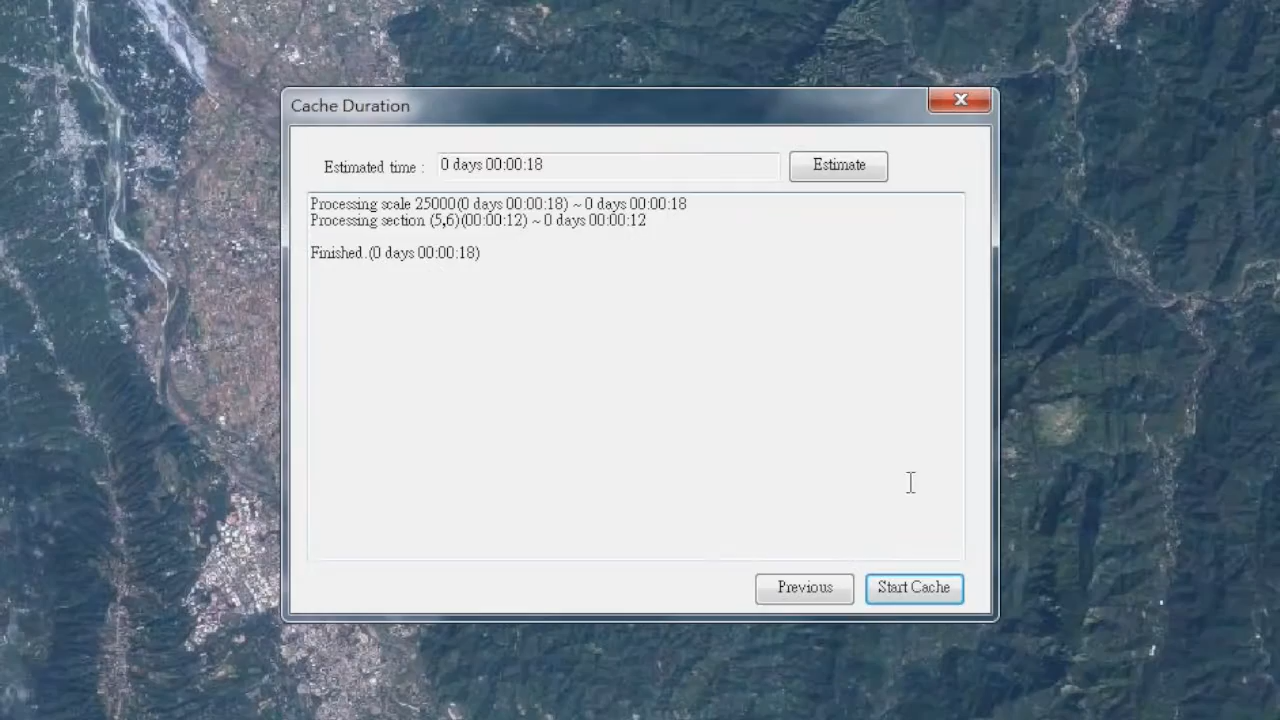 Cache Duration
Estimated time : 0 days 00:00:18 Estimate
Processing scale 25000(0 days 00:00:18) ~ 0 days 00:00:18
Processing section (5,6)(00:00:12) ~ 0 days 00:00:12
Finished.(0 days 00:00:18)
Previous Start Cache